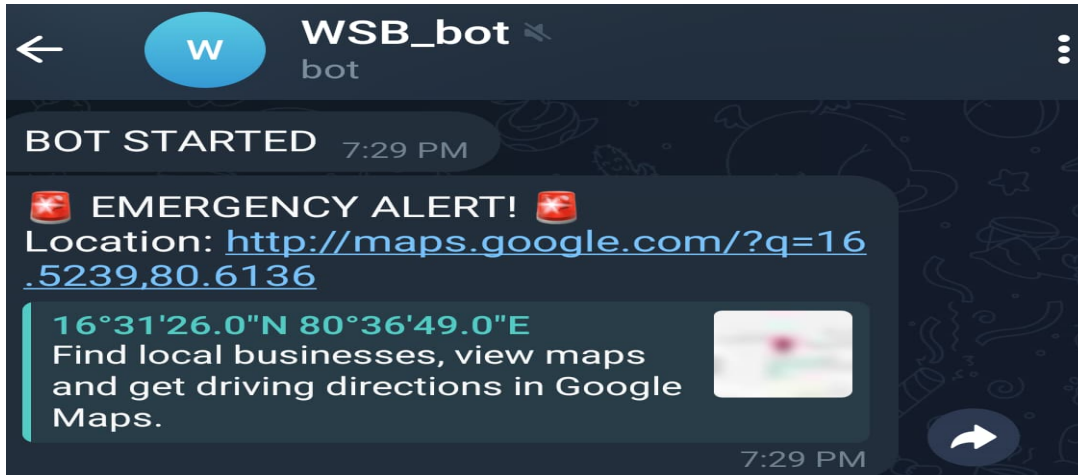 W
WSB_bot
bot
BOT STARTED 7:29 PM
🚨 EMERGENCY ALERT! 🚨
Location: http://maps.google.com/?q=16
.5239,80.6136
16°31'26.0"N 80°36'49.0"E
Find local businesses, view maps
and get driving directions in Google
Maps.
7:29 PM